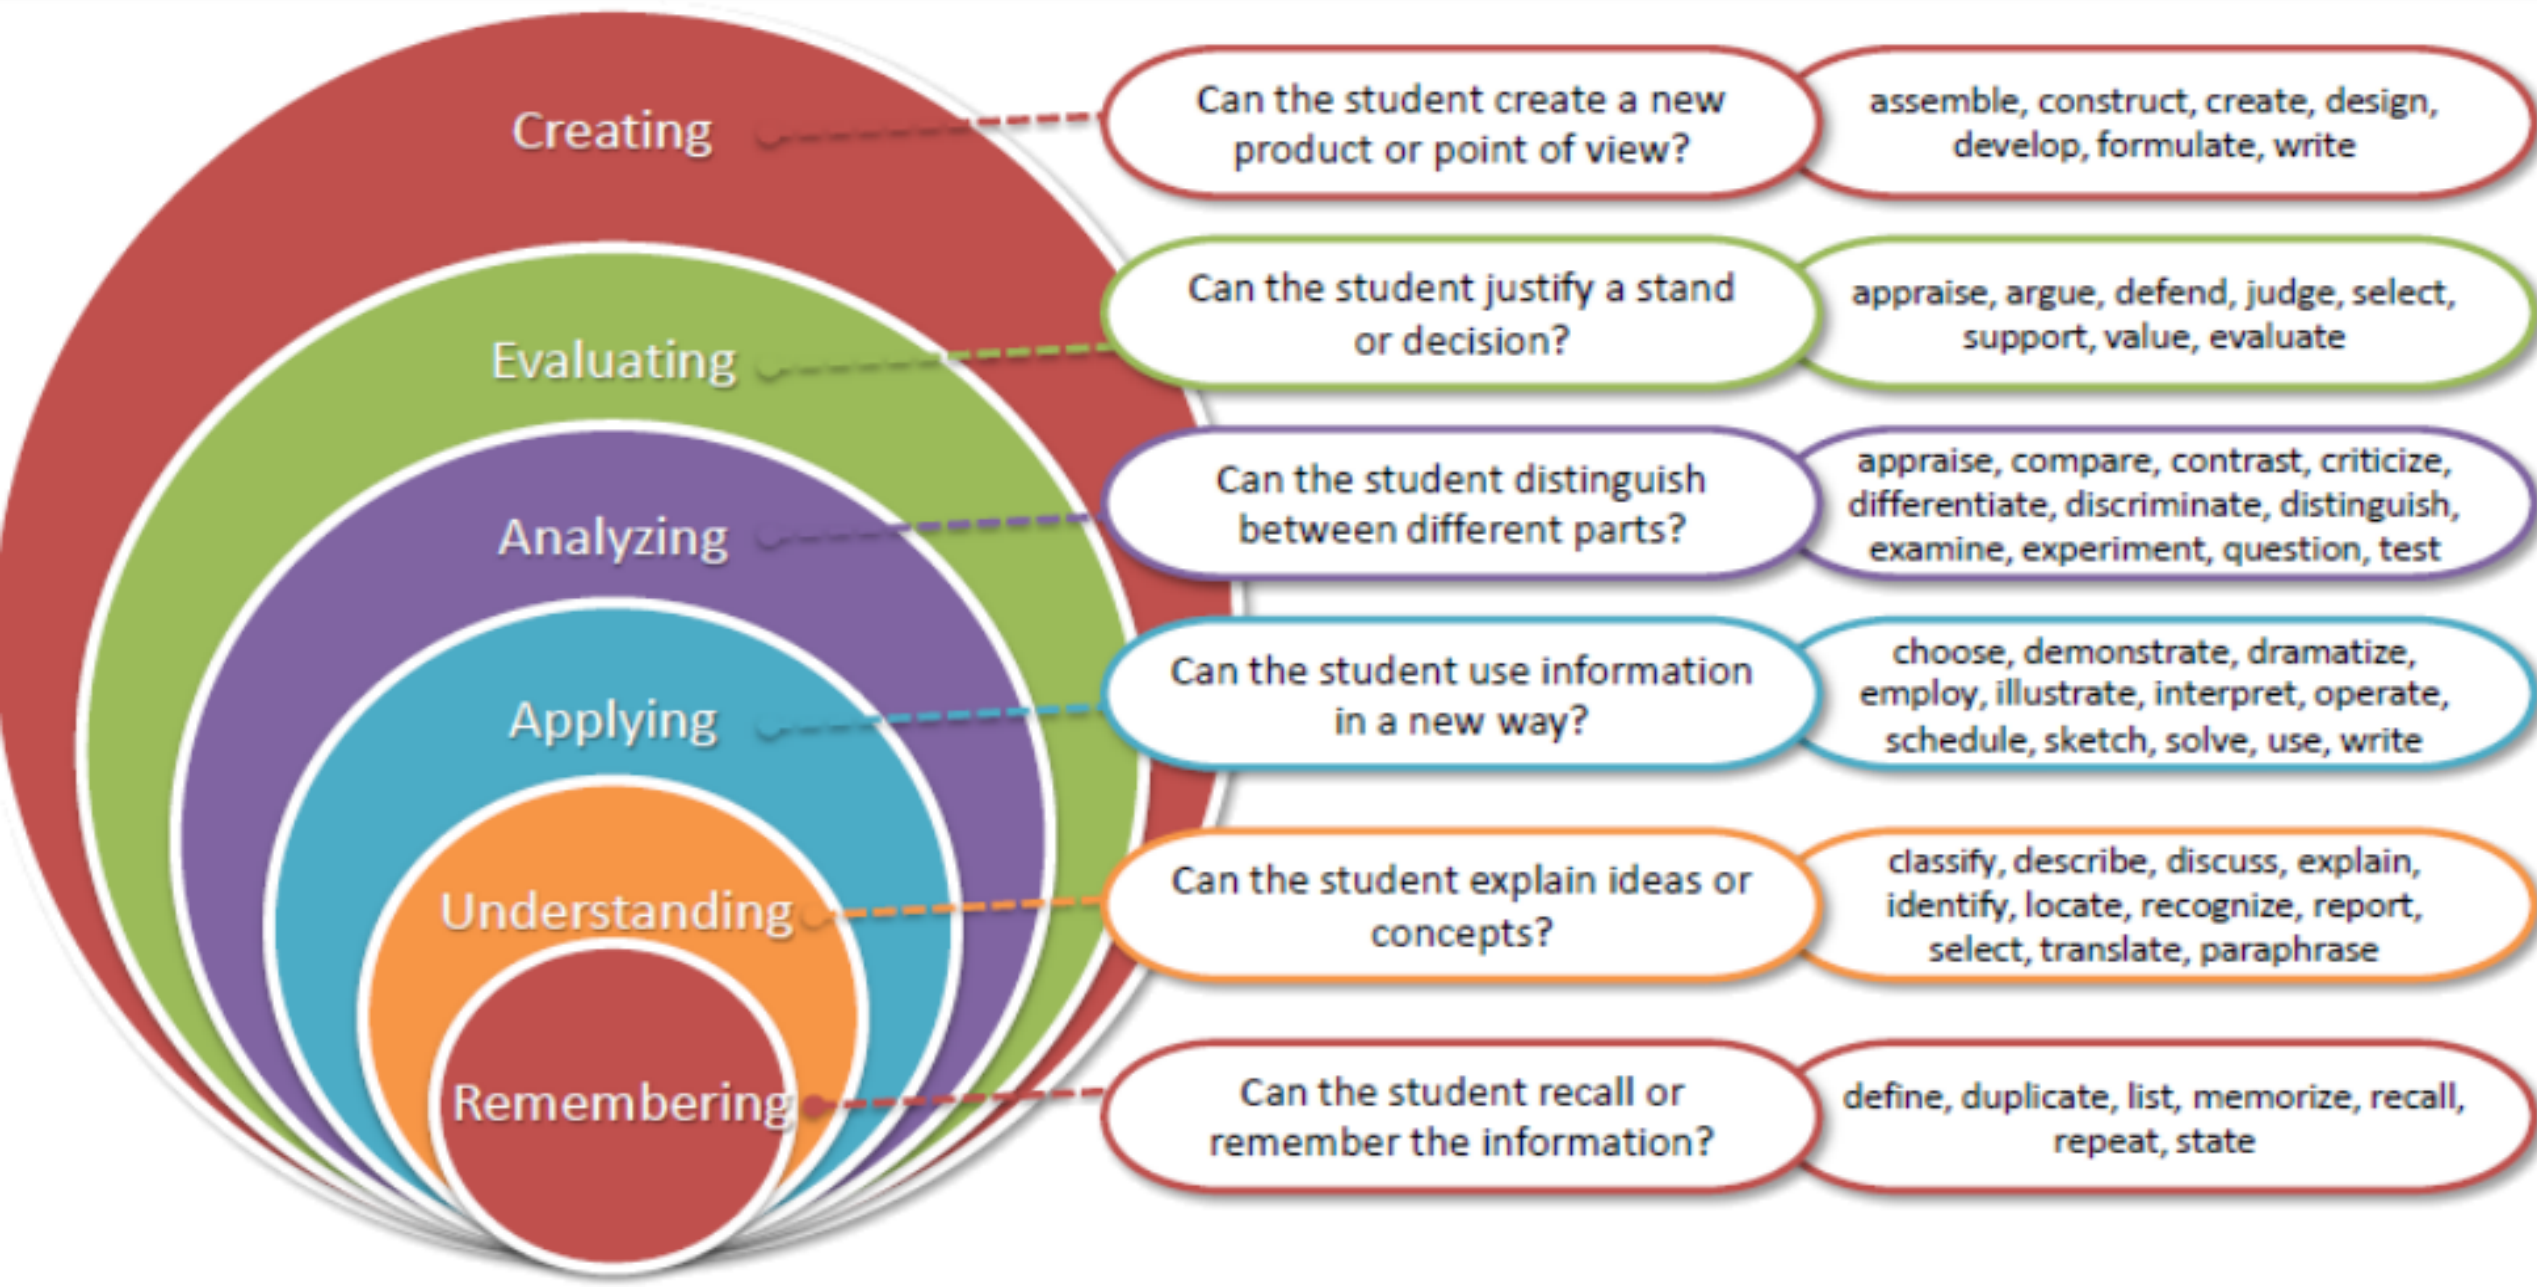 Creating
Can the student create a new
product or point of view?
assemble, construct, create, design,
develop, formulate, write
Evaluating
Can the student justify a stand
or decision?
appraise, argue, defend, judge, select,
support, value, evaluate
Analyzing
Can the student distinguish
between different parts?
appraise, compare, contrast, criticize,
differentiate, discriminate, distinguish,
examine, experiment, question, test
Applying
Can the student use information
in a new way?
choose, demonstrate, dramatize,
employ, illustrate, interpret, operate,
schedule, sketch, solve, use, write
Understanding
Can the student explain ideas or
concepts?
classify, describe, discuss, explain,
identify, locate, recognize, report,
select, translate, paraphrase
Remembering
Can the student recall or
remember the information?
define, duplicate, list, memorize, recall,
repeat, state